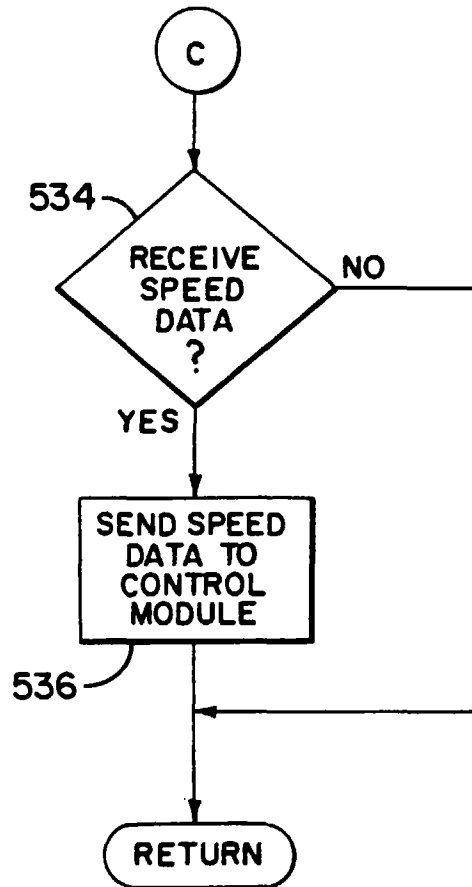 C
534
RECEIVE
SPEED
DATA
?
NO
YES
SEND SPEED
DATA TO
CONTROL
MODULE
536
RETURN